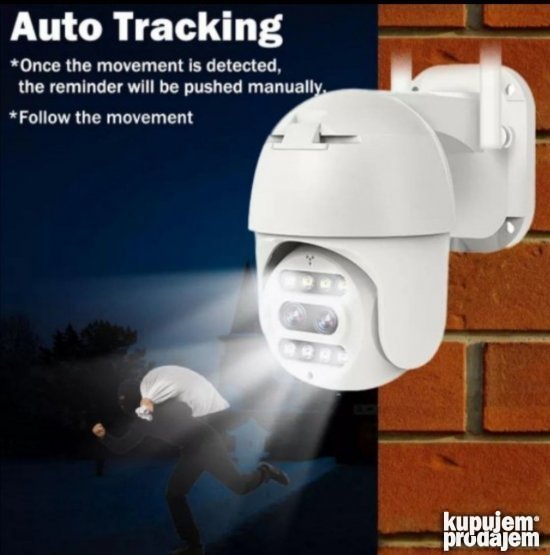 Auto Tracking
*Once the movement is detected,
the reminder will be pushed manually.
*Follow the movement
kupujem®
prodajem